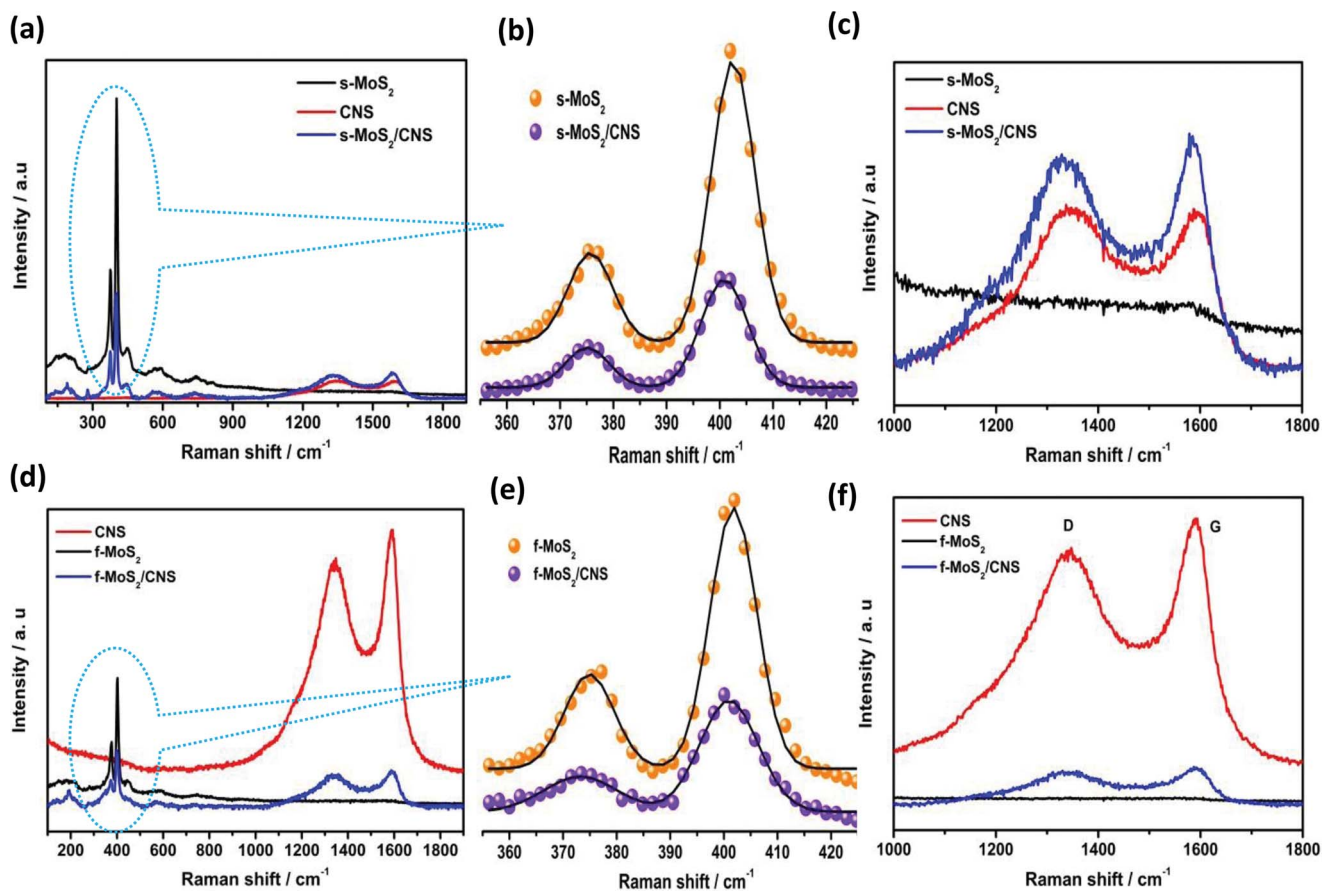 (a)
s-MoS₂
CNS
s-MoS₂/CNS
Intensity / a.u
300 600 900 1200 1500 1800
Raman shift / cm⁻¹
(b)
s-MoS₂
s-MoS₂/CNS
360 370 380 390 400 410 420
Raman shift / cm⁻¹
(c)
s-MoS₂
CNS
s-MoS₂/CNS
Intensity / a.u
1000 1200 1400 1600 1800
Raman shift / cm⁻¹
(d)
CNS
f-MoS₂
f-MoS₂/CNS
Intensity / a. u
200 400 600 800 1000 1200 1400 1600 1800
Raman shift / cm⁻¹
(e)
f-MoS₂
f-MoS₂/CNS
360 370 380 390 400 410 420
Raman shift / cm⁻¹
(f)
CNS
f-MoS₂
f-MoS₂/CNS
D
G
Intensity / a. u
1000 1200 1400 1600 1800
Raman shift / cm⁻¹